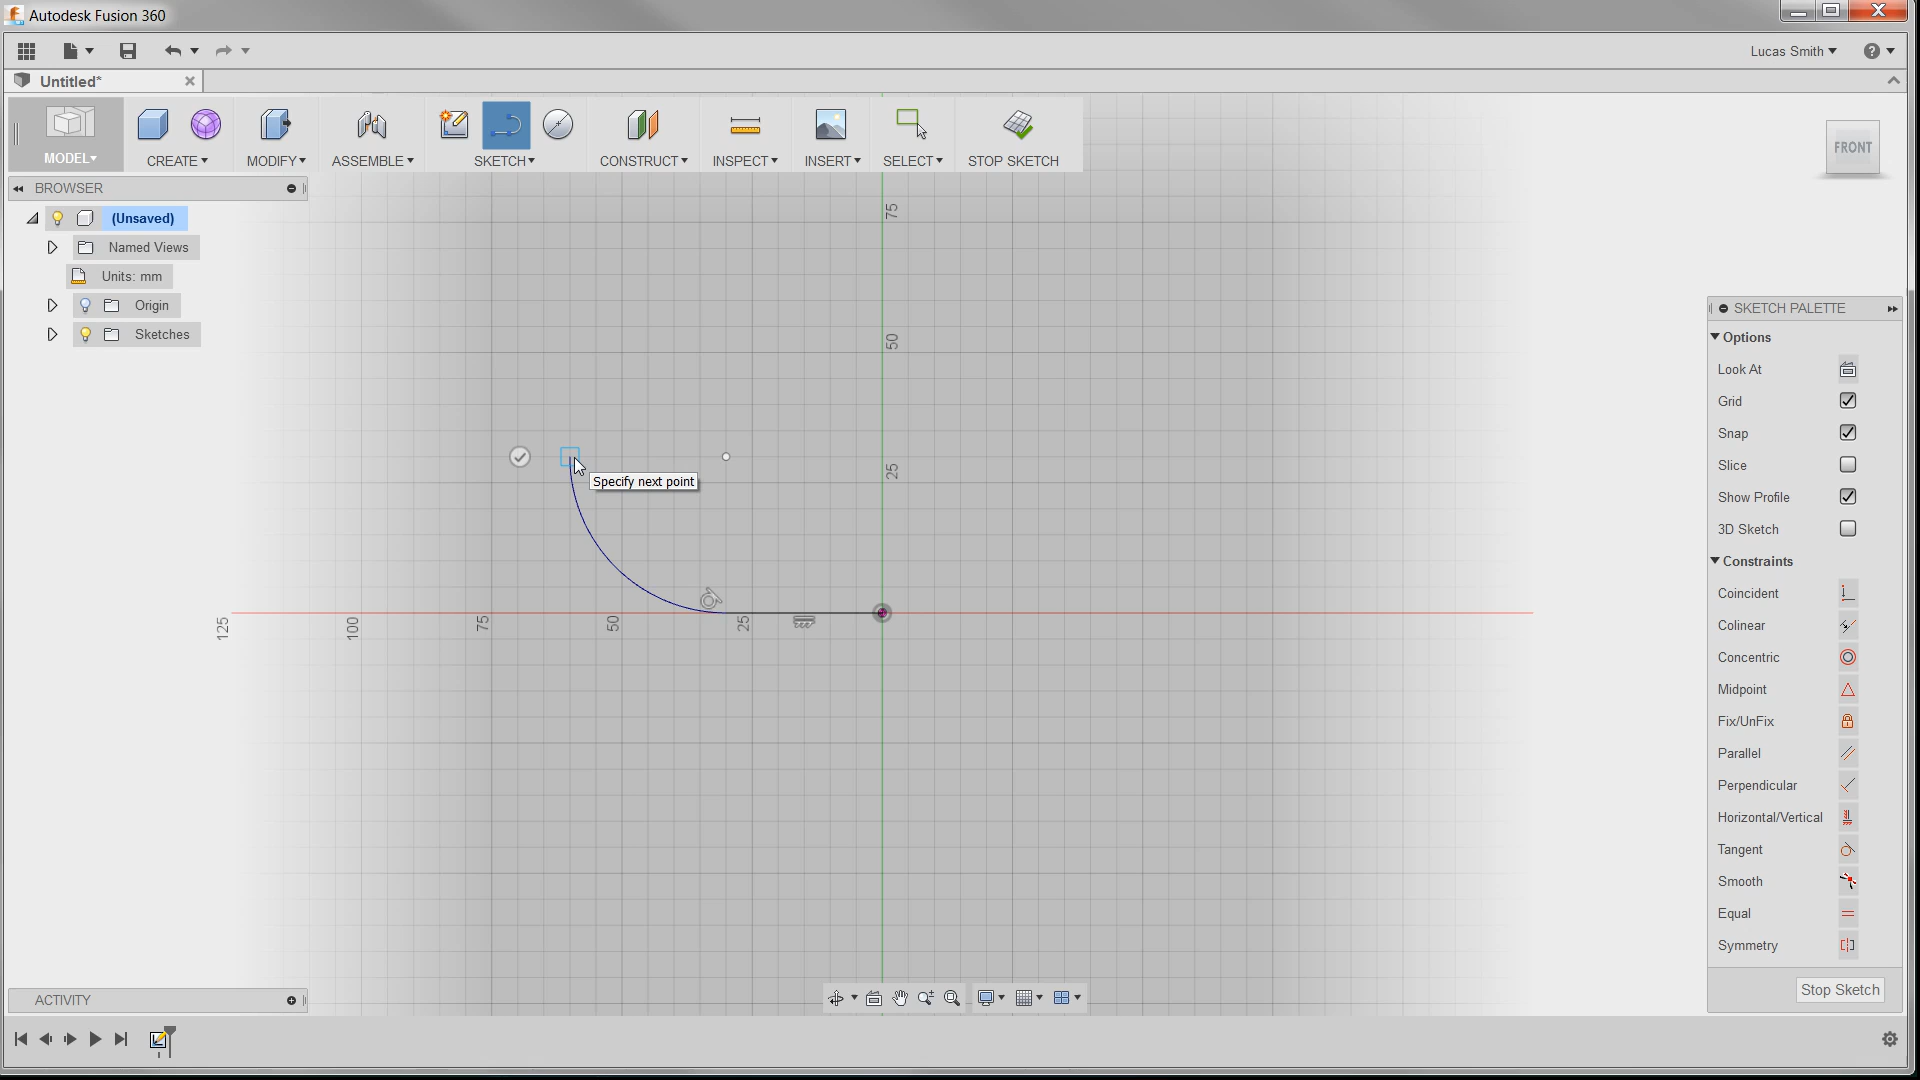 Autodesk Fusion 360
Lucas Smith
Untitled*
MODEL
CREATE
MODIFY
ASSEMBLE
SKETCH
CONSTRUCT
INSPECT
INSERT
SELECT
STOP SKETCH
FRONT
BROWSER
(Unsaved)
Named Views
Units: mm
Origin
Sketches
75
50
25
Specify next point
125
100
75
50
25
SKETCH PALETTE
Options
Look At
Grid
Snap
Slice
Show Profile
3D Sketch
Constraints
Coincident
Colinear
Concentric
Midpoint
Fix/UnFix
Parallel
Perpendicular
Horizontal/Vertical
Tangent
Smooth
Equal
Symmetry
Stop Sketch
ACTIVITY